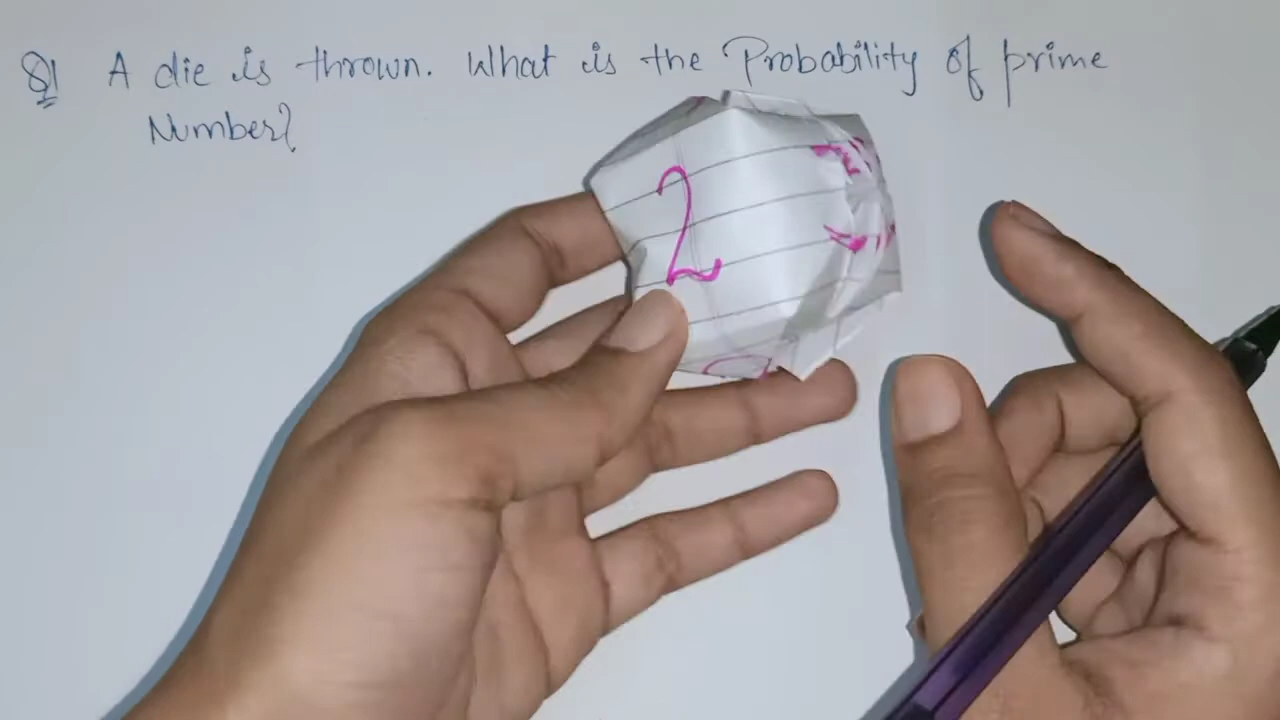 Q1 A die is thrown. What is the Probability of prime
Number?
2